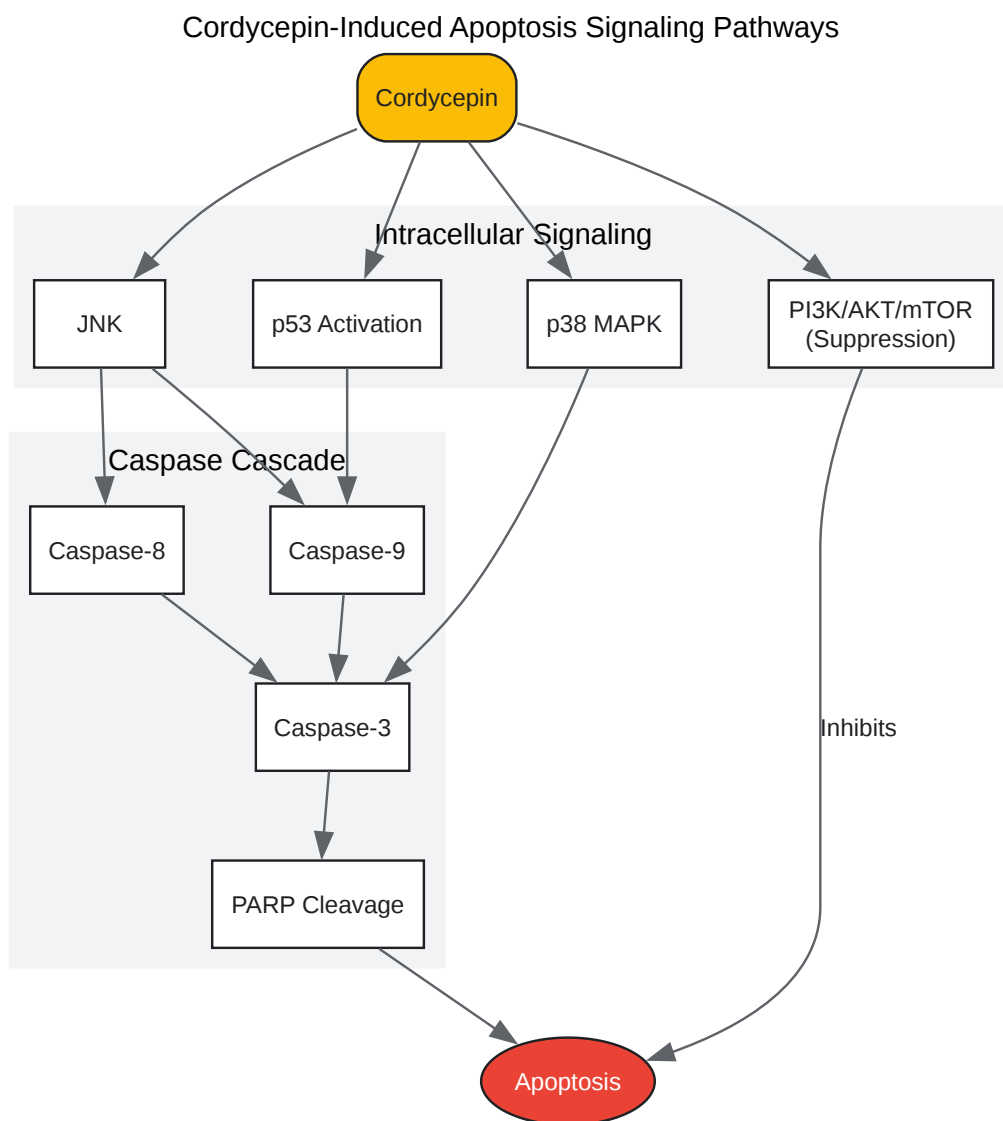 Cordycepin-Induced Apoptosis Signaling Pathways
Cordycepin
Intracellular Signaling
JNK
p53 Activation
p38 MAPK
PI3K/AKT/mTOR
(Suppression)
Caspase Cascade
Caspase-8
Caspase-9
Caspase-3
Inhibits
PARP Cleavage
Apoptosis